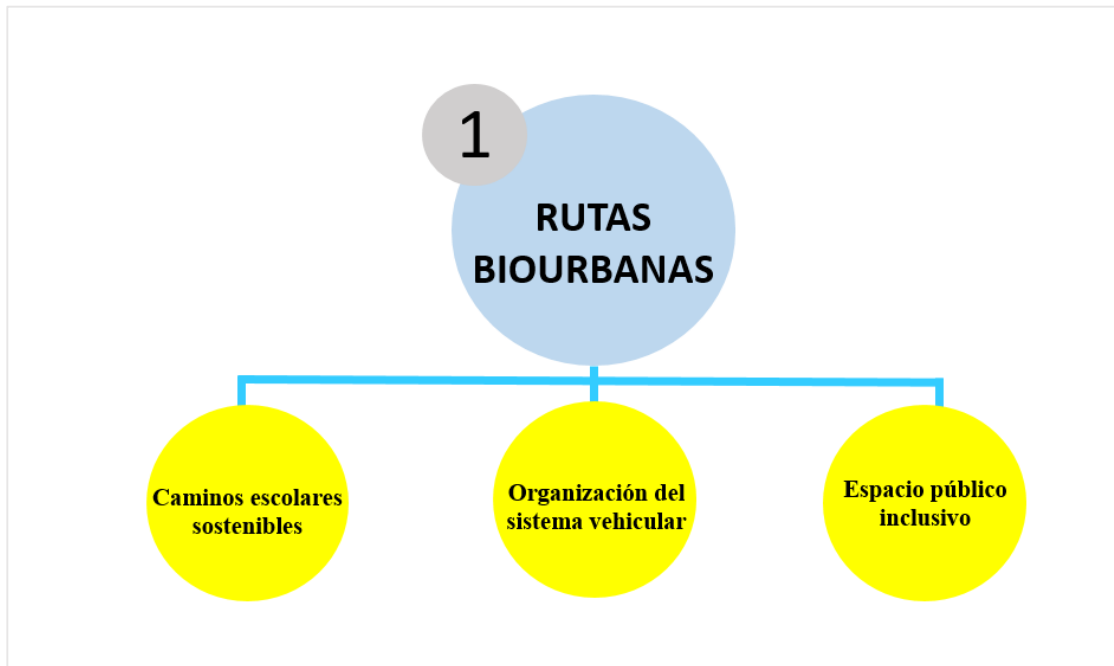 1
RUTAS
BIOURBANAS
Caminos escolares
sostenibles
Organización del
sistema vehicular
Espacio público
inclusivo